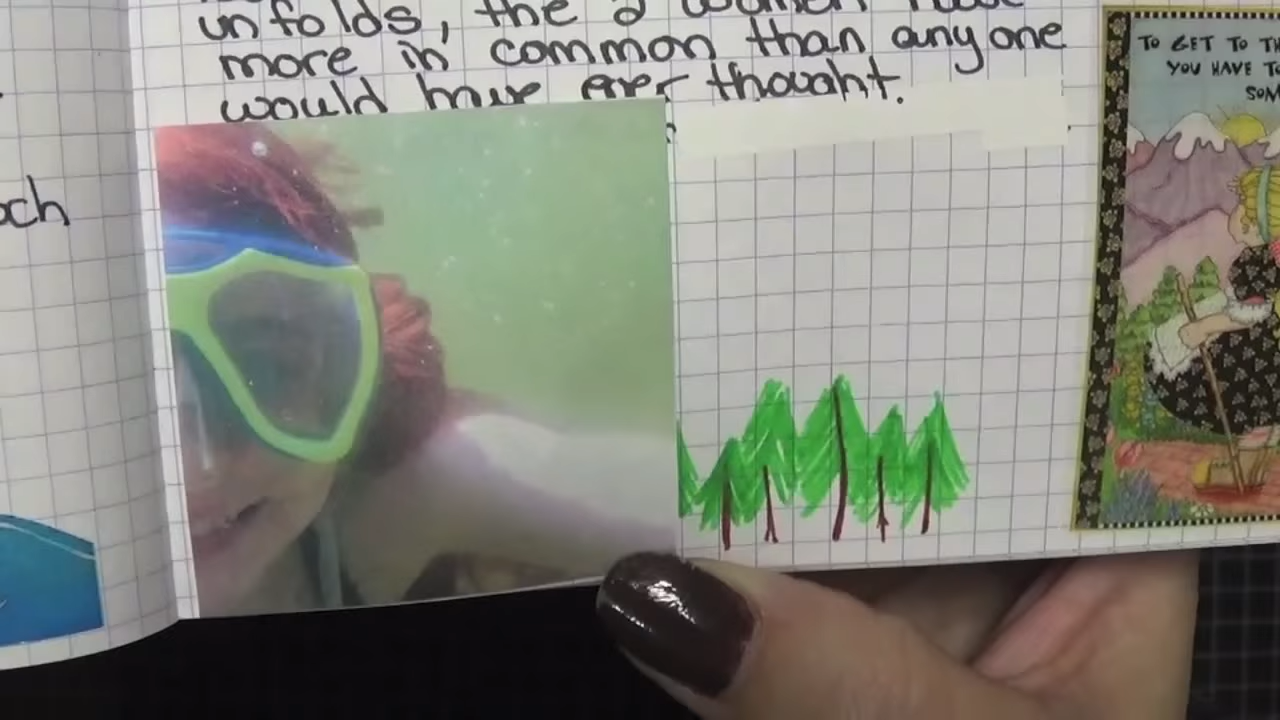 unfolds, the 2 women have
more in common than anyone
would have ever thought.
och
TO GET TO TH
YOU HAVE TO
SOM